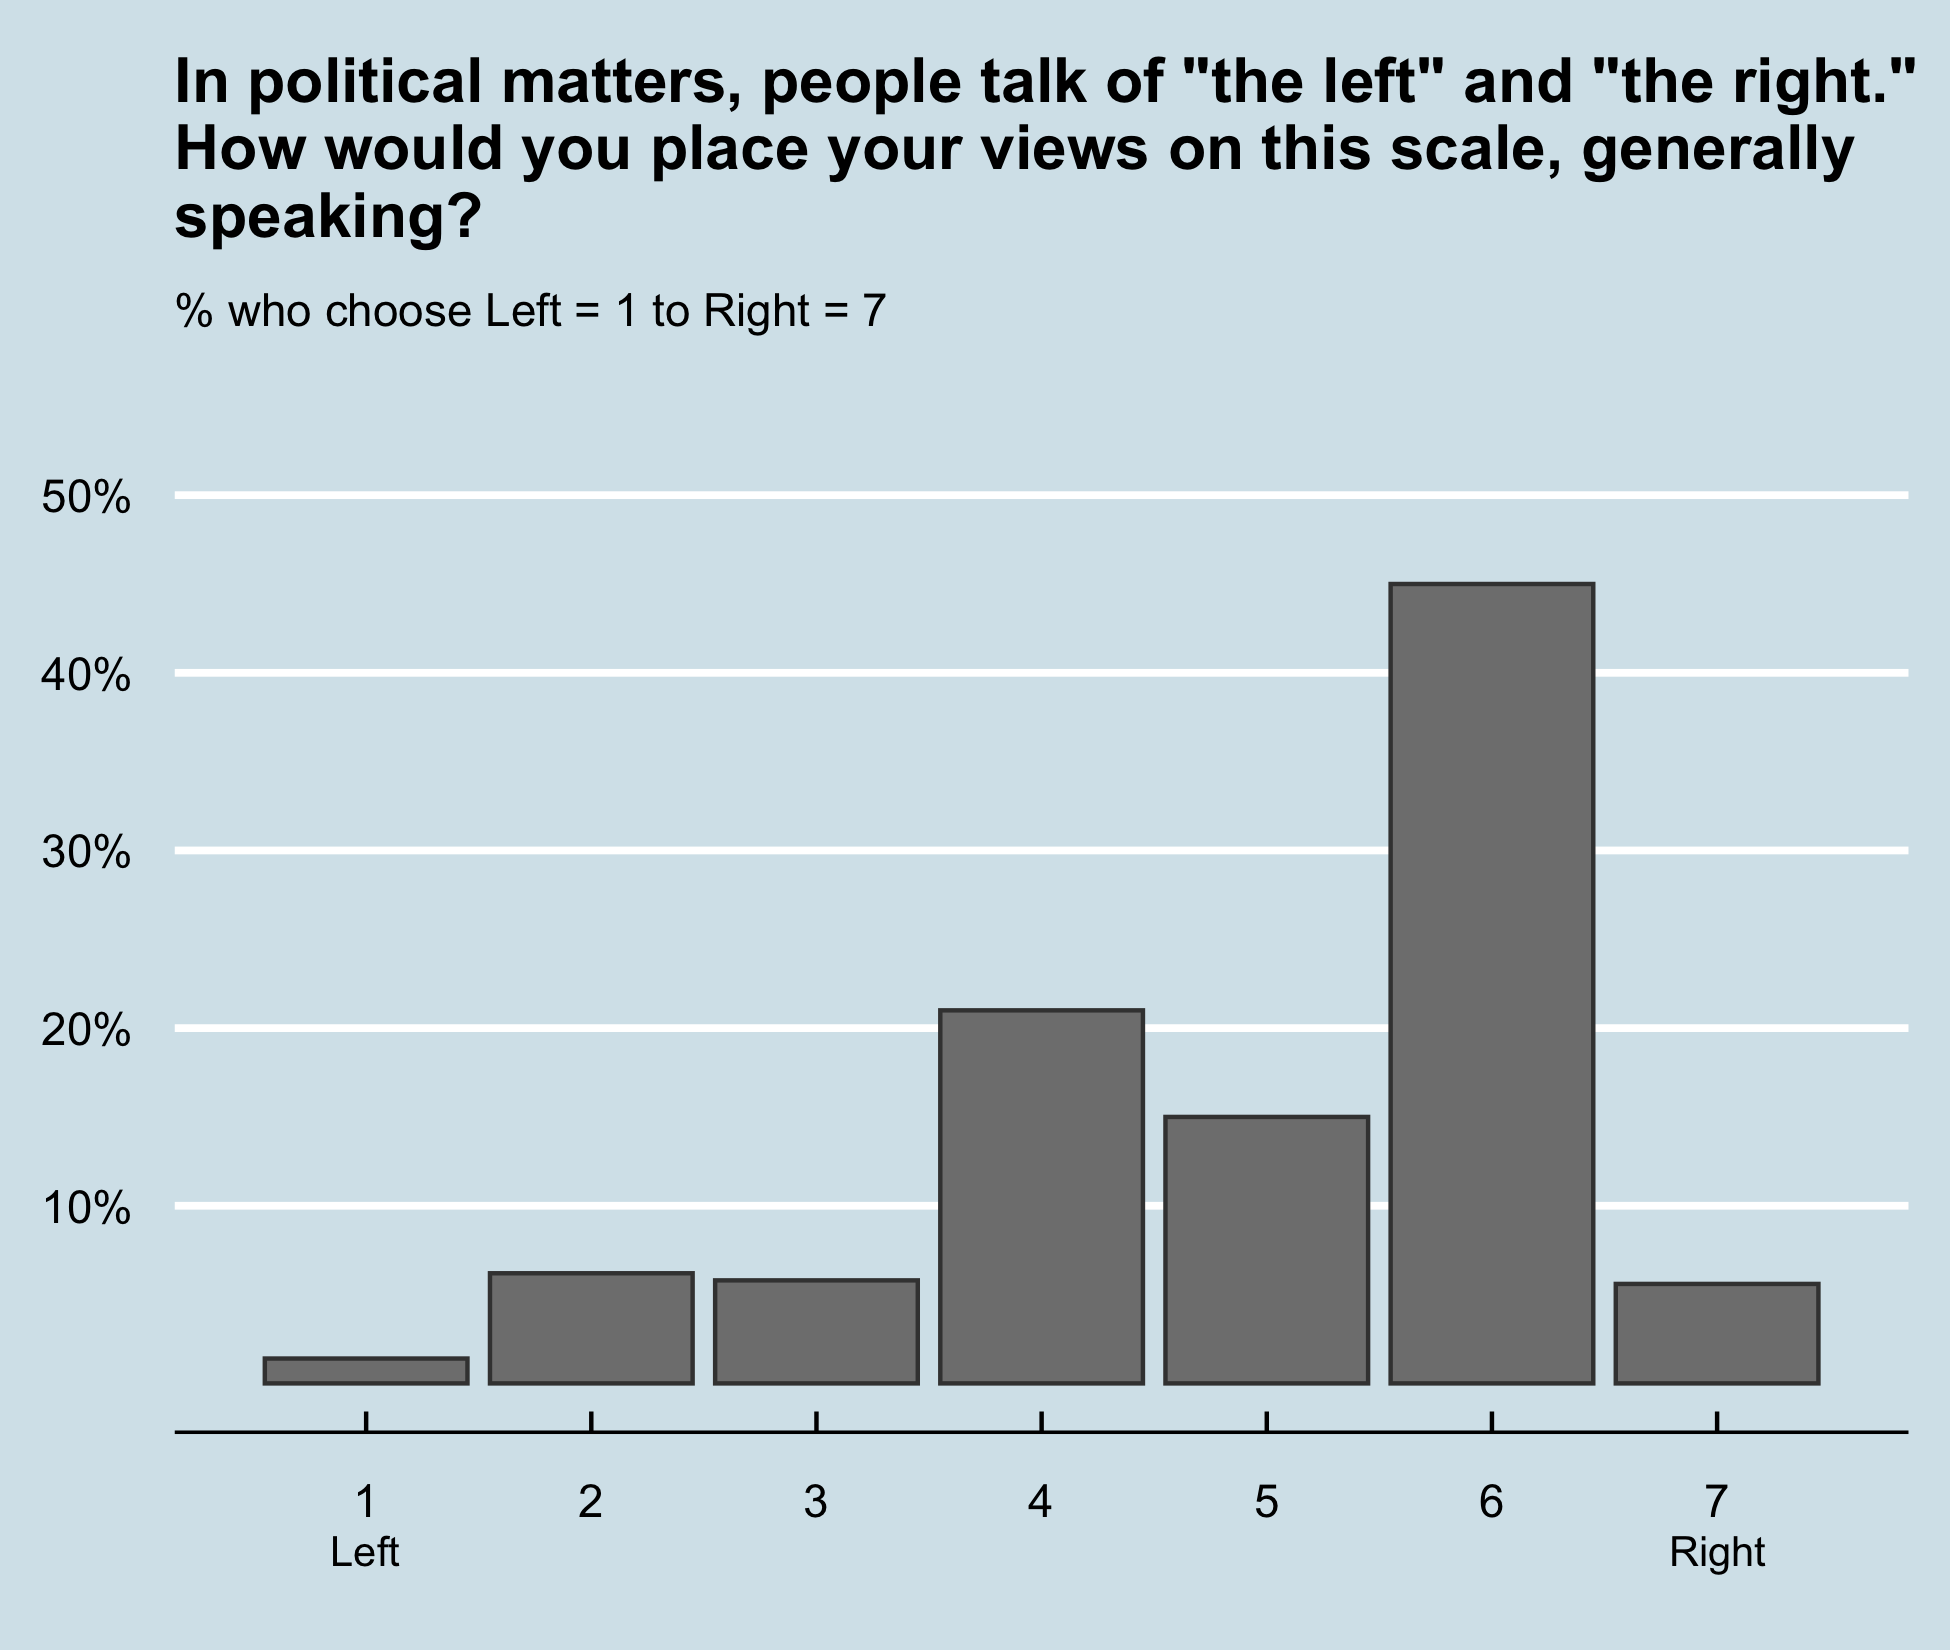 In political matters, people talk of "the left" and "the right."
How would you place your views on this scale, generally
speaking?
% who choose Left = 1 to Right = 7
50%
40%
30%
20%
10%
1 2 3 4 5 6 7
Left Right